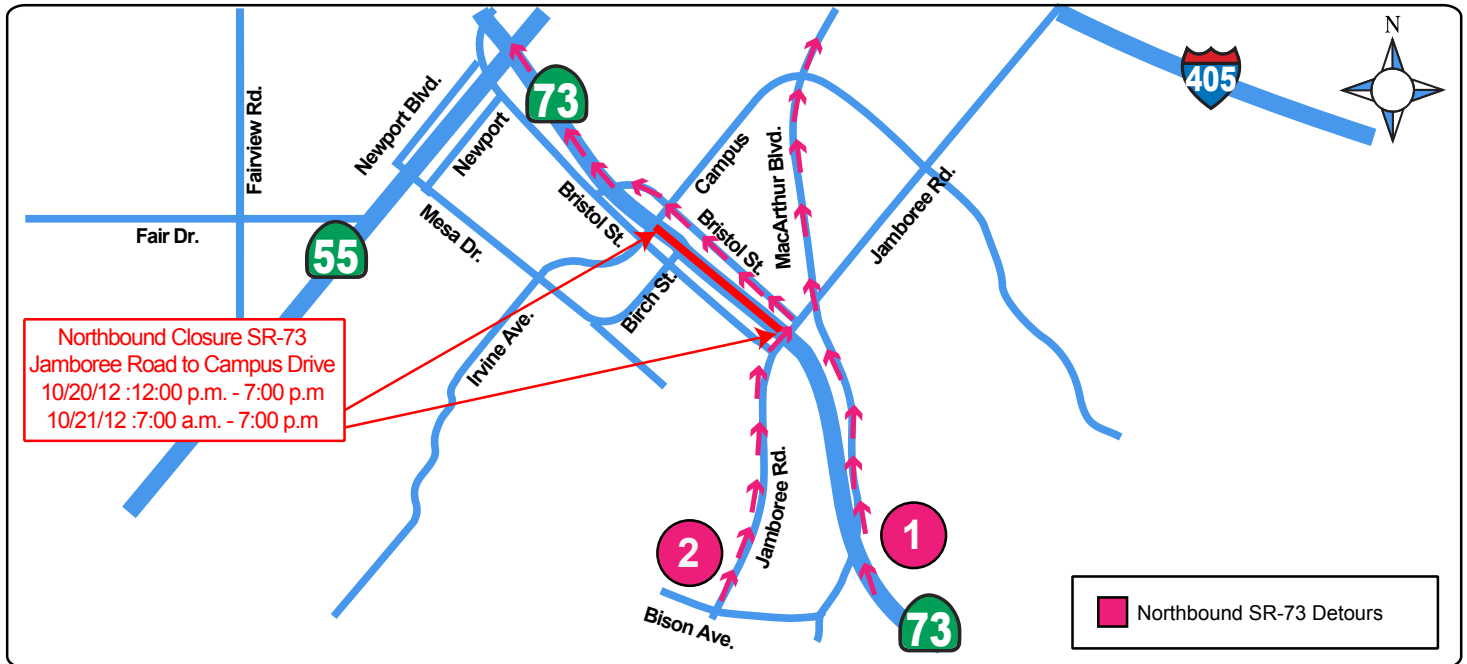 N
405
73
Newport Blvd.
Fairview Rd.
Newport
Campus
MacArthur Blvd.
Bristol St.
Bristol St.
Jamboree Rd.
Mesa Dr.
Fair Dr.
55
Birch St.
Irvine Ave.
Northbound Closure SR-73
Jamboree Road to Campus Drive
10/20/12 :12:00 p.m. - 7:00 p.m
10/21/12 :7:00 a.m. - 7:00 p.m
Jamboree Rd.
2
1
Bison Ave.
73
Northbound SR-73 Detours